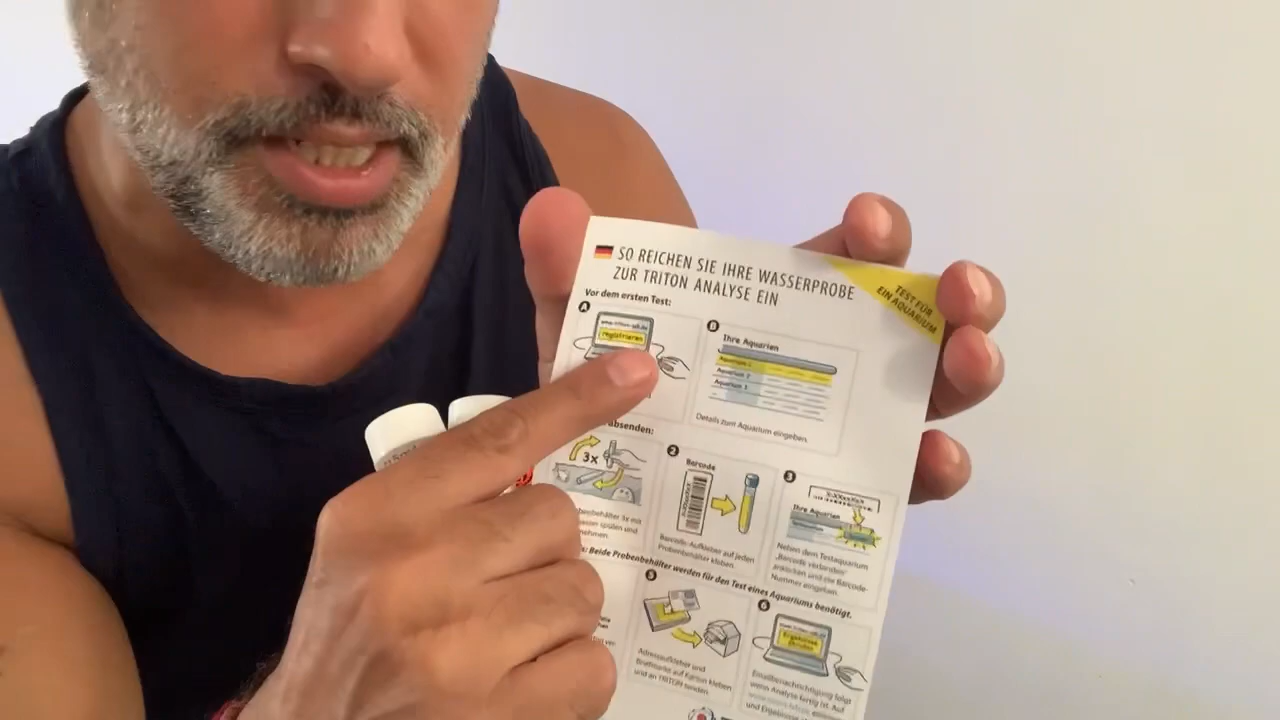 SO REICHEN SIE IHRE WASSERPROBE
ZUR TRITON ANALYSE EIN
TEST FÜR
EIN AQUARIUM
Vor dem ersten Test:
A
registrieren
B
Ihre Aquarien
Aquarium 2
Aquarium 3
Details zum Aquarium eingeben.
absenden:
3x
2
Barcode
3
Ihre Aquarien
nehmen.
Barcode-Aufkleber auf jeden
Probenbehälter kleben.
Neben dem Testaquarium
„Barcode verbinden"
anklicken und die Barcode-
Nummer eingeben.
Beide Probenbehälter werden für den Test eines Aquariums benötigt.
5
6
Adressaufkleber und
Briefmarke auf Karton kleben
und an TRITON senden.
Emailbenachrichtigung folgt
wenn Analyse fertig ist. Auf